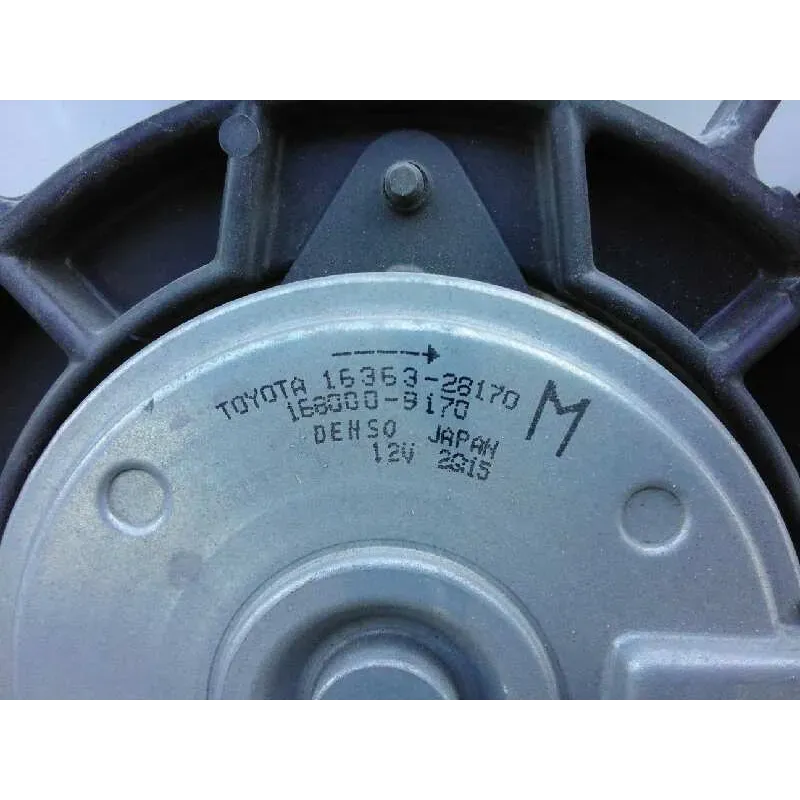 TOYOTA 16363-28170
168000-9170
DENSO JAPAN
12V 2G15
M